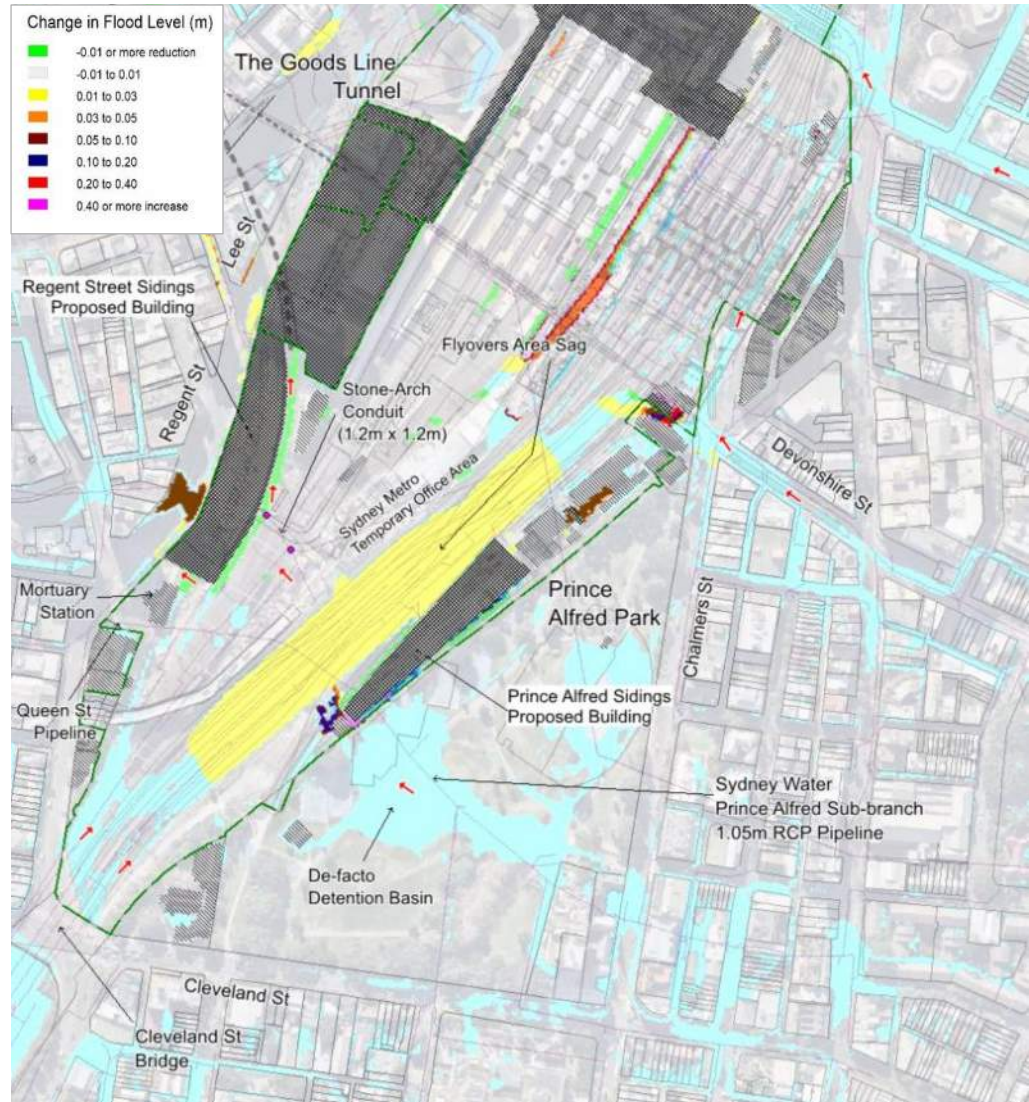 Change in Flood Level (m)
-0.01 or more reduction
-0.01 to 0.01
0.01 to 0.03
0.03 to 0.05
0.05 to 0.10
0.10 to 0.20
0.20 to 0.40
0.40 or more increase
The Goods Line
Tunnel
Lee St
Regent Street Sidings
Proposed Building
Regent St
Flyovers Area Sag
Stone-Arch
Conduit
(1.2m x 1.2m)
Sydney Metro
Temporary Office Area
Devonshire St
Mortuary
Station
Prince
Alfred Park
Chalmers St
Queen St
Pipeline
Prince Alfred Sidings
Proposed Building
Sydney Water
Prince Alfred Sub-branch
1.05m RCP Pipeline
De-facto
Detention Basin
Cleveland St
Cleveland St
Bridge